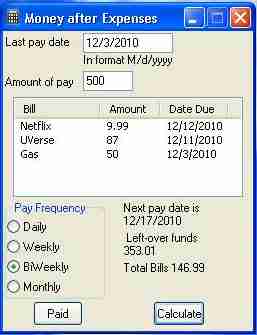 Money after Expenses
Last pay date 12/3/2010
In format M/d/yyyy
Amount of pay 500
Bill Amount Date Due
Netflix 9.99 12/12/2010
UVerse 87 12/11/2010
Gas 50 12/3/2010
Pay Frequency
Daily
Weekly
BiWeekly
Monthly
Next pay date is
12/17/2010
Left-over funds
353.01
Total Bills 146.99
Paid
Calculate